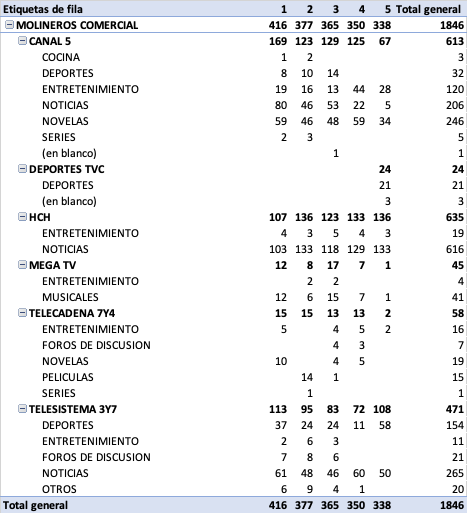 Etiquetas de fila 1 2 3 4 5 Total general
MOLINEROS COMERCIAL 416 377 365 350 338 1846
CANAL 5 169 123 129 125 67 613
COCINA 1 2 3
DEPORTES 8 10 14 32
ENTRETENIMIENTO 19 16 13 44 28 120
NOTICIAS 80 46 53 22 5 206
NOVELAS 59 46 48 59 34 246
SERIES 2 3 5
(en blanco) 1 1
DEPORTES TVC 24 24
DEPORTES 21 21
(en blanco) 3 3
HCH 107 136 123 133 136 635
ENTRETENIMIENTO 4 3 5 4 3 19
NOTICIAS 103 133 118 129 133 616
MEGA TV 12 8 17 7 1 45
ENTRETENIMIENTO 2 2 4
MUSICALES 12 6 15 7 1 41
TELECADENA 7Y4 15 15 13 13 2 58
ENTRETENIMIENTO 5 4 5 2 16
FOROS DE DISCUSION 4 3 7
NOVELAS 10 4 5 19
PELICULAS 14 1 15
SERIES 1 1
TELESISTEMA 3Y7 113 95 83 72 108 471
DEPORTES 37 24 24 11 58 154
ENTRETENIMIENTO 2 6 3 11
FOROS DE DISCUSION 7 8 6 21
NOTICIAS 61 48 46 60 50 265
OTROS 6 9 4 1 20
Total general 416 377 365 350 338 1846